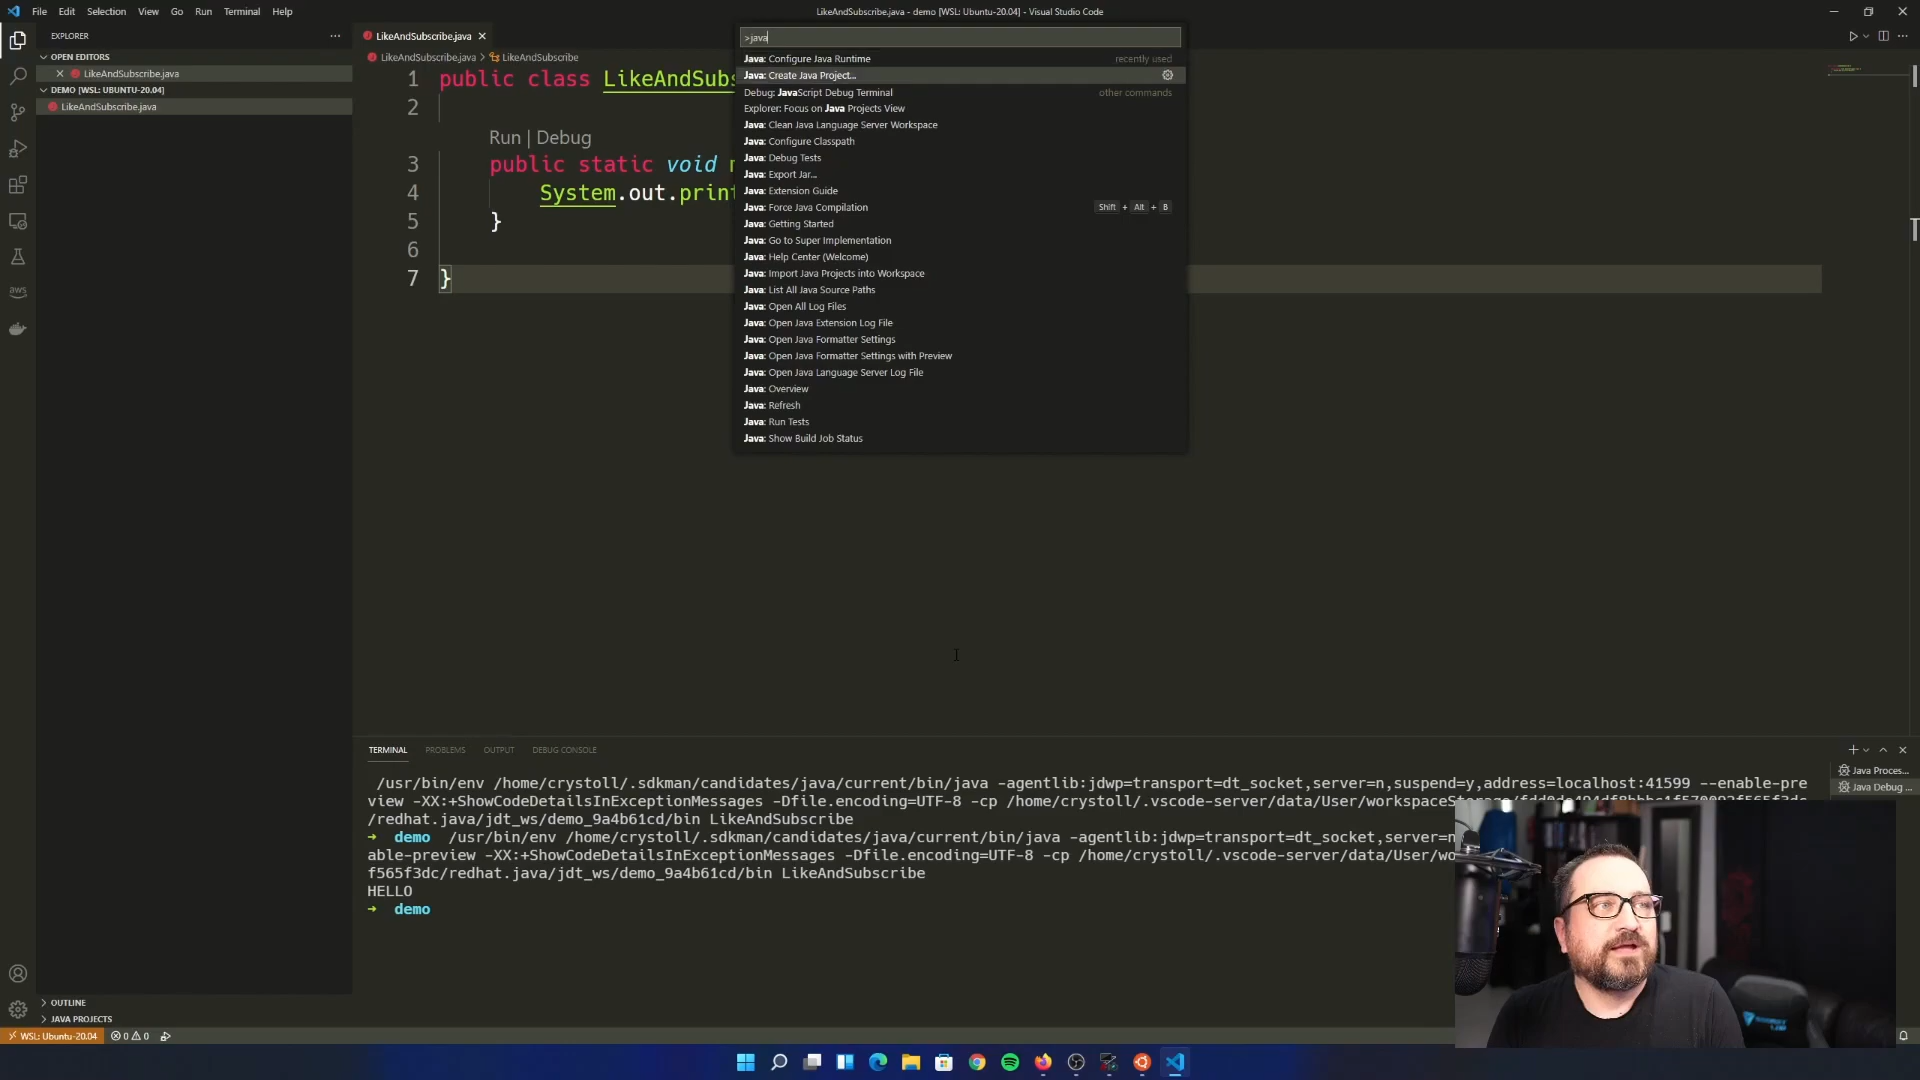 File Edit Selection View Go Run Terminal Help
LikeAndSubscribe.java - demo [WSL: Ubuntu-20.04] - Visual Studio Code
EXPLORER
OPEN EDITORS
LikeAndSubscribe.java
DEMO [WSL: UBUNTU-20.04]
LikeAndSubscribe.java
OUTLINE
JAVA PROJECTS
LikeAndSubscribe.java
LikeAndSubscribe.java > LikeAndSubscribe
1 public class LikeAndSubs
2
Run | Debug
3 public static void m
4 System.out.print
5 }
6
7 }
>java
Java: Configure Java Runtime recently used
Java: Create Java Project...
Debug: JavaScript Debug Terminal other commands
Explorer: Focus on Java Projects View
Java: Clean Java Language Server Workspace
Java: Configure Classpath
Java: Debug Tests
Java: Export Jar...
Java: Extension Guide
Java: Force Java Compilation Shift + Alt + B
Java: Getting Started
Java: Go to Super Implementation
Java: Help Center (Welcome)
Java: Import Java Projects into Workspace
Java: List All Java Source Paths
Java: Open All Log Files
Java: Open Java Extension Log File
Java: Open Java Formatter Settings
Java: Open Java Formatter Settings with Preview
Java: Open Java Language Server Log File
Java: Overview
Java: Refresh
Java: Run Tests
Java: Show Build Job Status
aws
TERMINAL PROBLEMS OUTPUT DEBUG CONSOLE
/usr/bin/env /home/crystoll/.sdkman/candidates/java/current/bin/java -agentlib:jdwp=transport=dt_socket,server=n,suspend=y,address=localhost:41599 --enable-pre
view -XX:+ShowCodeDetailsInExceptionMessages -Dfile.encoding=UTF-8 -cp
/redhat.java/jdt_ws/demo_9a4b61cd/bin LikeAndSubscribe
➜ demo /usr/bin/env /home/crystoll/.sdkman/candidates/java/current/bin/java -agentlib:jdwp=transport=dt_socket,server=n
able-preview -XX:+ShowCodeDetailsInExceptionMessages -Dfile.encoding=UTF-8 -cp /home/crystoll/.vscode-server/data/User/wo
f565f3dc/redhat.java/jdt_ws/demo_9a4b61cd/bin LikeAndSubscribe
HELLO
➜ demo
Java Proces...
Java Debug ...
WSL: Ubuntu-20.04 0 0